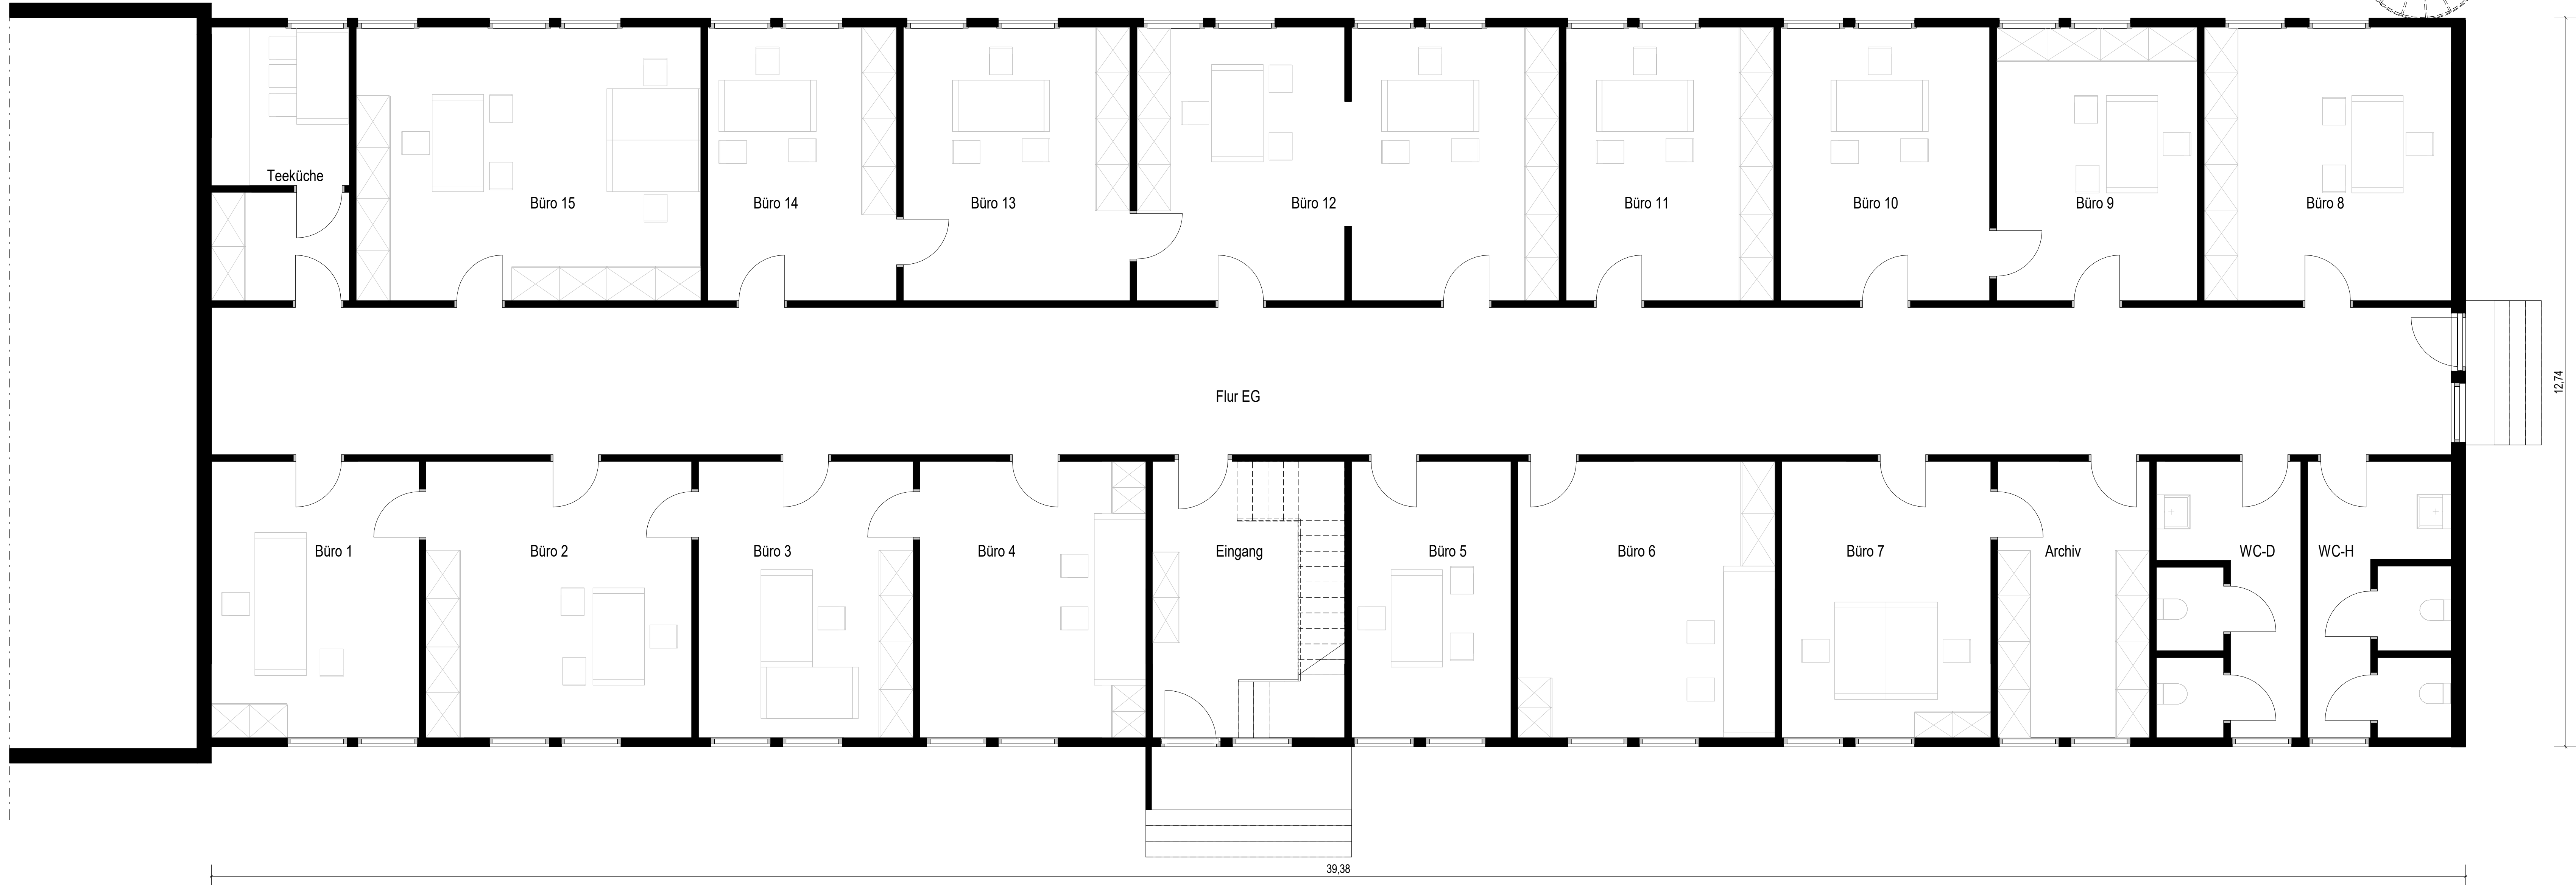 Teeküche
Büro 15
Büro 14
Büro 13
Büro 12
Büro 11
Büro 10
Büro 9
Büro 8
Flur EG
12,74
Büro 1
Büro 2
Büro 3
Büro 4
Eingang
Büro 5
Büro 6
Büro 7
Archiv
WC-D
WC-H
39,38